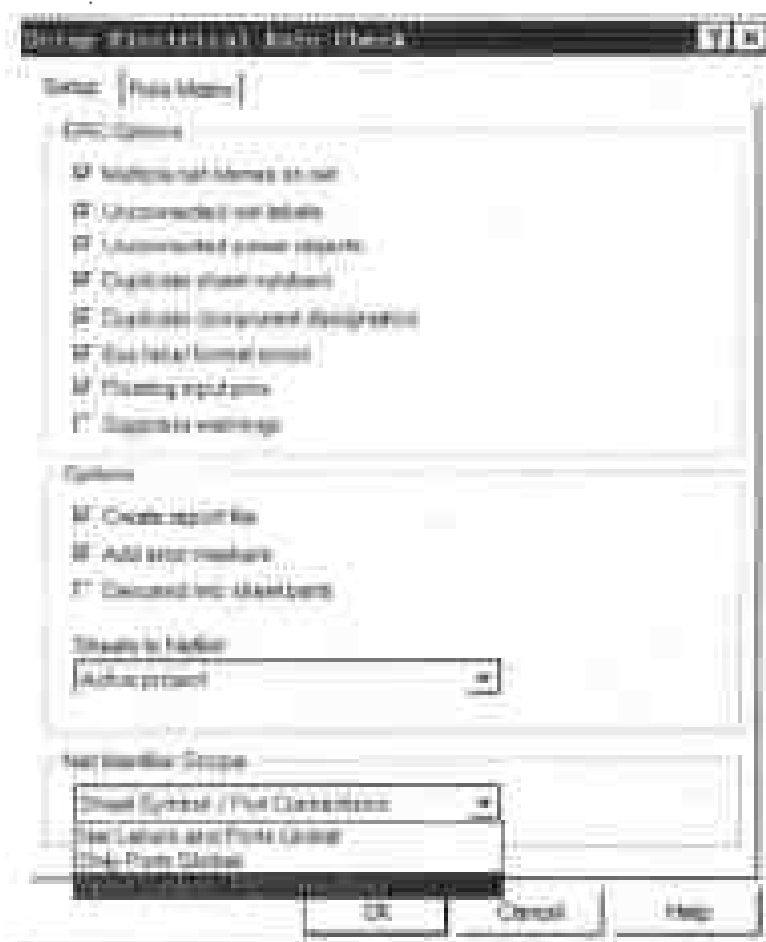 Setup Electrical Rule Check
Setup Rule Matrix
ERC Options
Multiple net names on net
Unconnected net labels
Unconnected power objects
Duplicate sheet numbers
Duplicate component designators
Bus label format errors
Floating input pins
Suppress warnings
Options
Create report file
Add error markers
Descend into sheet parts
Sheets to Netlist
Active project
Net Identifier Scope
Sheet Symbol / Port Connections
Net Labels and Ports Global
Only Ports Global
OK Cancel Help